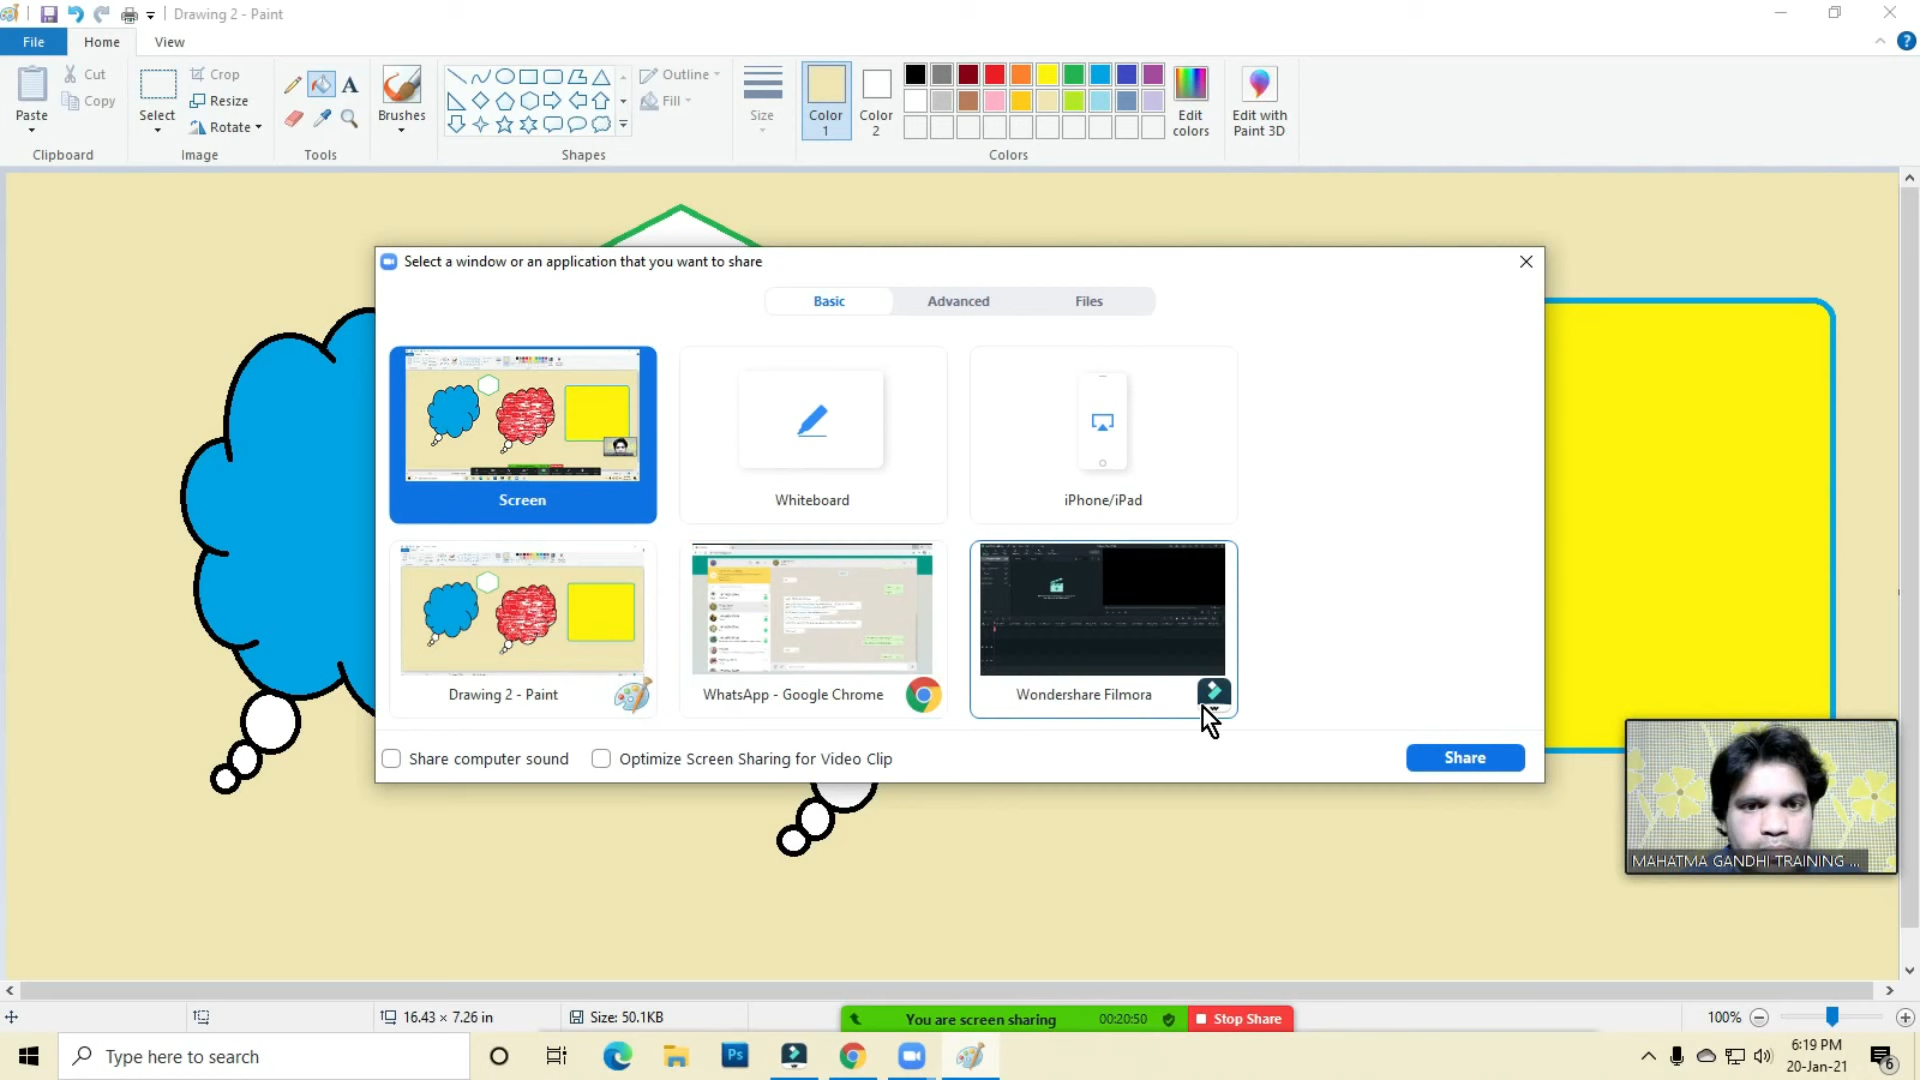 Drawing 2 - Paint
File Home View
Paste
Cut
Copy
Clipboard
Select
Crop
Resize
Rotate
Image
Tools
A
Brushes
Shapes
Outline
Fill
Size
Color 1
Color 2
Colors
Edit colors
Edit with Paint 3D
Select a window or an application that you want to share
Basic Advanced Files
Screen
Whiteboard
iPhone/iPad
Drawing 2 - Paint
WhatsApp - Google Chrome
Wondershare Filmora
Share computer sound
Optimize Screen Sharing for Video Clip
Share
MAHATMA GANDHI TRAINING ...
16.43 × 7.26 in
Size: 50.1KB
You are screen sharing 00:20:50
Stop Share
100%
Type here to search
Ps
6:19 PM
20-Jan-21
6